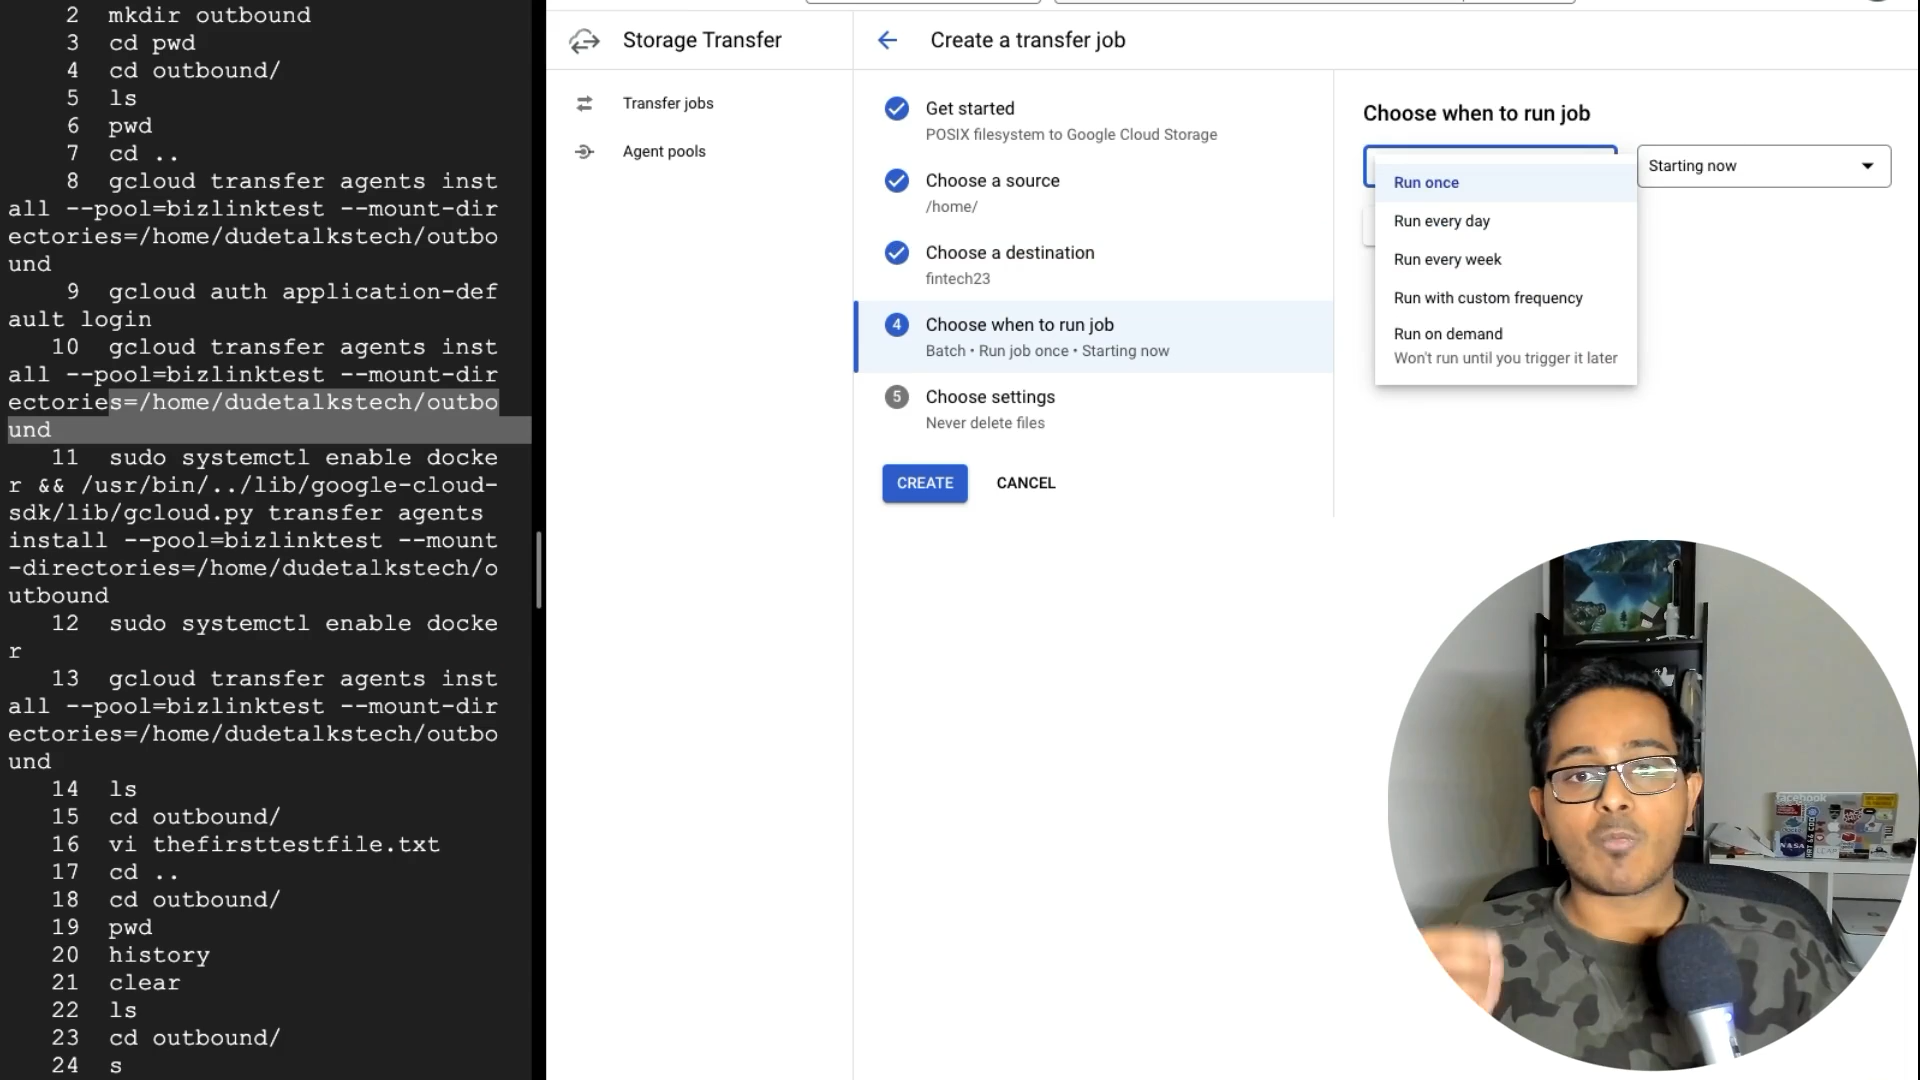 2 mkdir outbound
3 cd pwd
4 cd outbound/
5 ls
6 pwd
7 cd ..
8 gcloud transfer agents inst
all --pool=bizlinktest --mount-dir
ectories=/home/dudetalkstech/outbo
und
9 gcloud auth application-def
ault login
10 gcloud transfer agents inst
all --pool=bizlinktest --mount-dir
ectories=/home/dudetalkstech/outbo
und
11 sudo systemctl enable docke
r && /usr/bin/../lib/google-cloud-
sdk/lib/gcloud.py transfer agents
install --pool=bizlinktest --mount
-directories=/home/dudetalkstech/o
utbound
12 sudo systemctl enable docke
r
13 gcloud transfer agents inst
all --pool=bizlinktest --mount-dir
ectories=/home/dudetalkstech/outbo
und
14 ls
15 cd outbound/
16 vi thefirsttestfile.txt
17 cd ..
18 cd outbound/
19 pwd
20 history
21 clear
22 ls
23 cd outbound/
24 s
Storage Transfer
Transfer jobs
Agent pools
Create a transfer job
Get started
POSIX filesystem to Google Cloud Storage
Choose a source
/home/
Choose a destination
fintech23
4 Choose when to run job
Batch • Run job once • Starting now
5 Choose settings
Never delete files
CREATE CANCEL
Choose when to run job
Starting now
Run once
Run every day
Run every week
Run with custom frequency
Run on demand
Won't run until you trigger it later
facebook
NASA